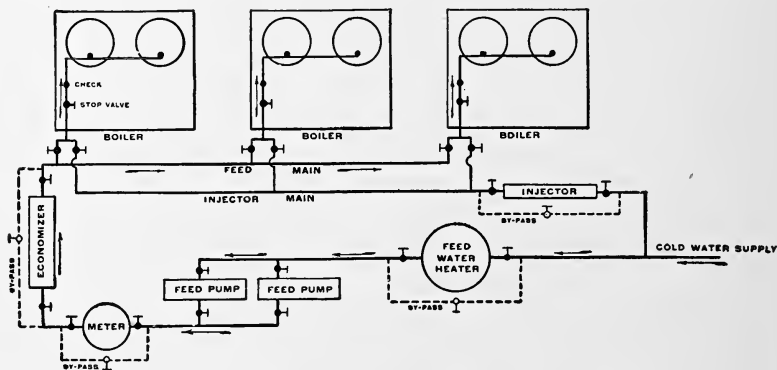 CHECK
STOP VALVE
BOILER
BOILER
BOILER
FEED MAIN
INJECTOR MAIN
INJECTOR
BY-PASS
ECONOMIZER
BY-PASS
FEED WATER HEATER
COLD WATER SUPPLY
FEED PUMP
FEED PUMP
BY-PASS
METER
BY-PASS